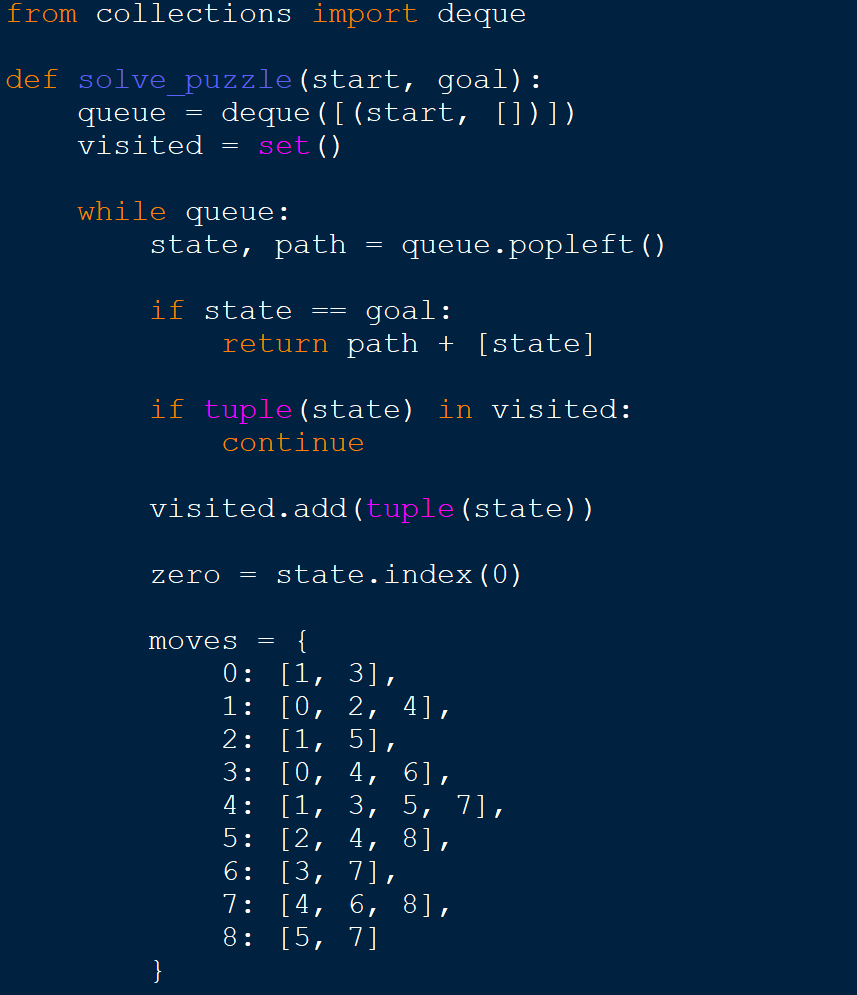 from collections import deque

def solve_puzzle(start, goal):
    queue = deque([(start, [])])
    visited = set()

    while queue:
        state, path = queue.popleft()

        if state == goal:
            return path + [state]

        if tuple(state) in visited:
            continue

        visited.add(tuple(state))

        zero = state.index(0)

        moves = {
            0: [1, 3],
            1: [0, 2, 4],
            2: [1, 5],
            3: [0, 4, 6],
            4: [1, 3, 5, 7],
            5: [2, 4, 8],
            6: [3, 7],
            7: [4, 6, 8],
            8: [5, 7]
        }